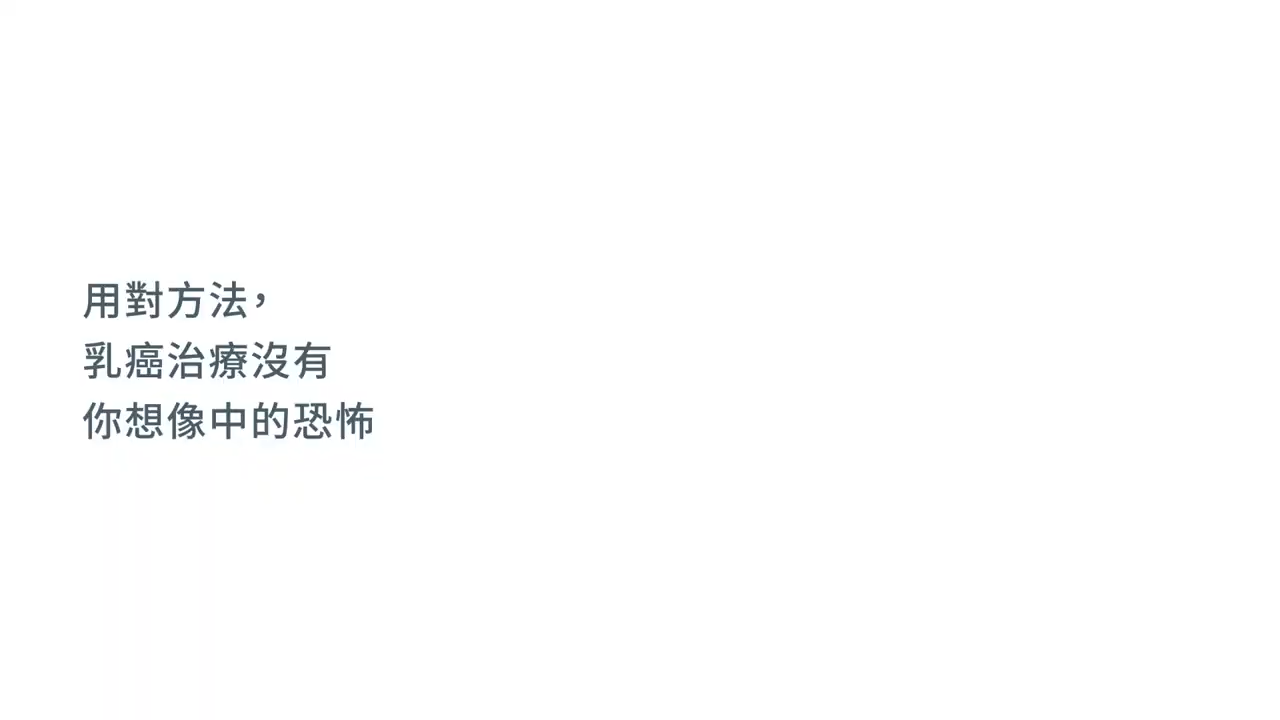 用對方法，
乳癌治療沒有
你想像中的恐怖